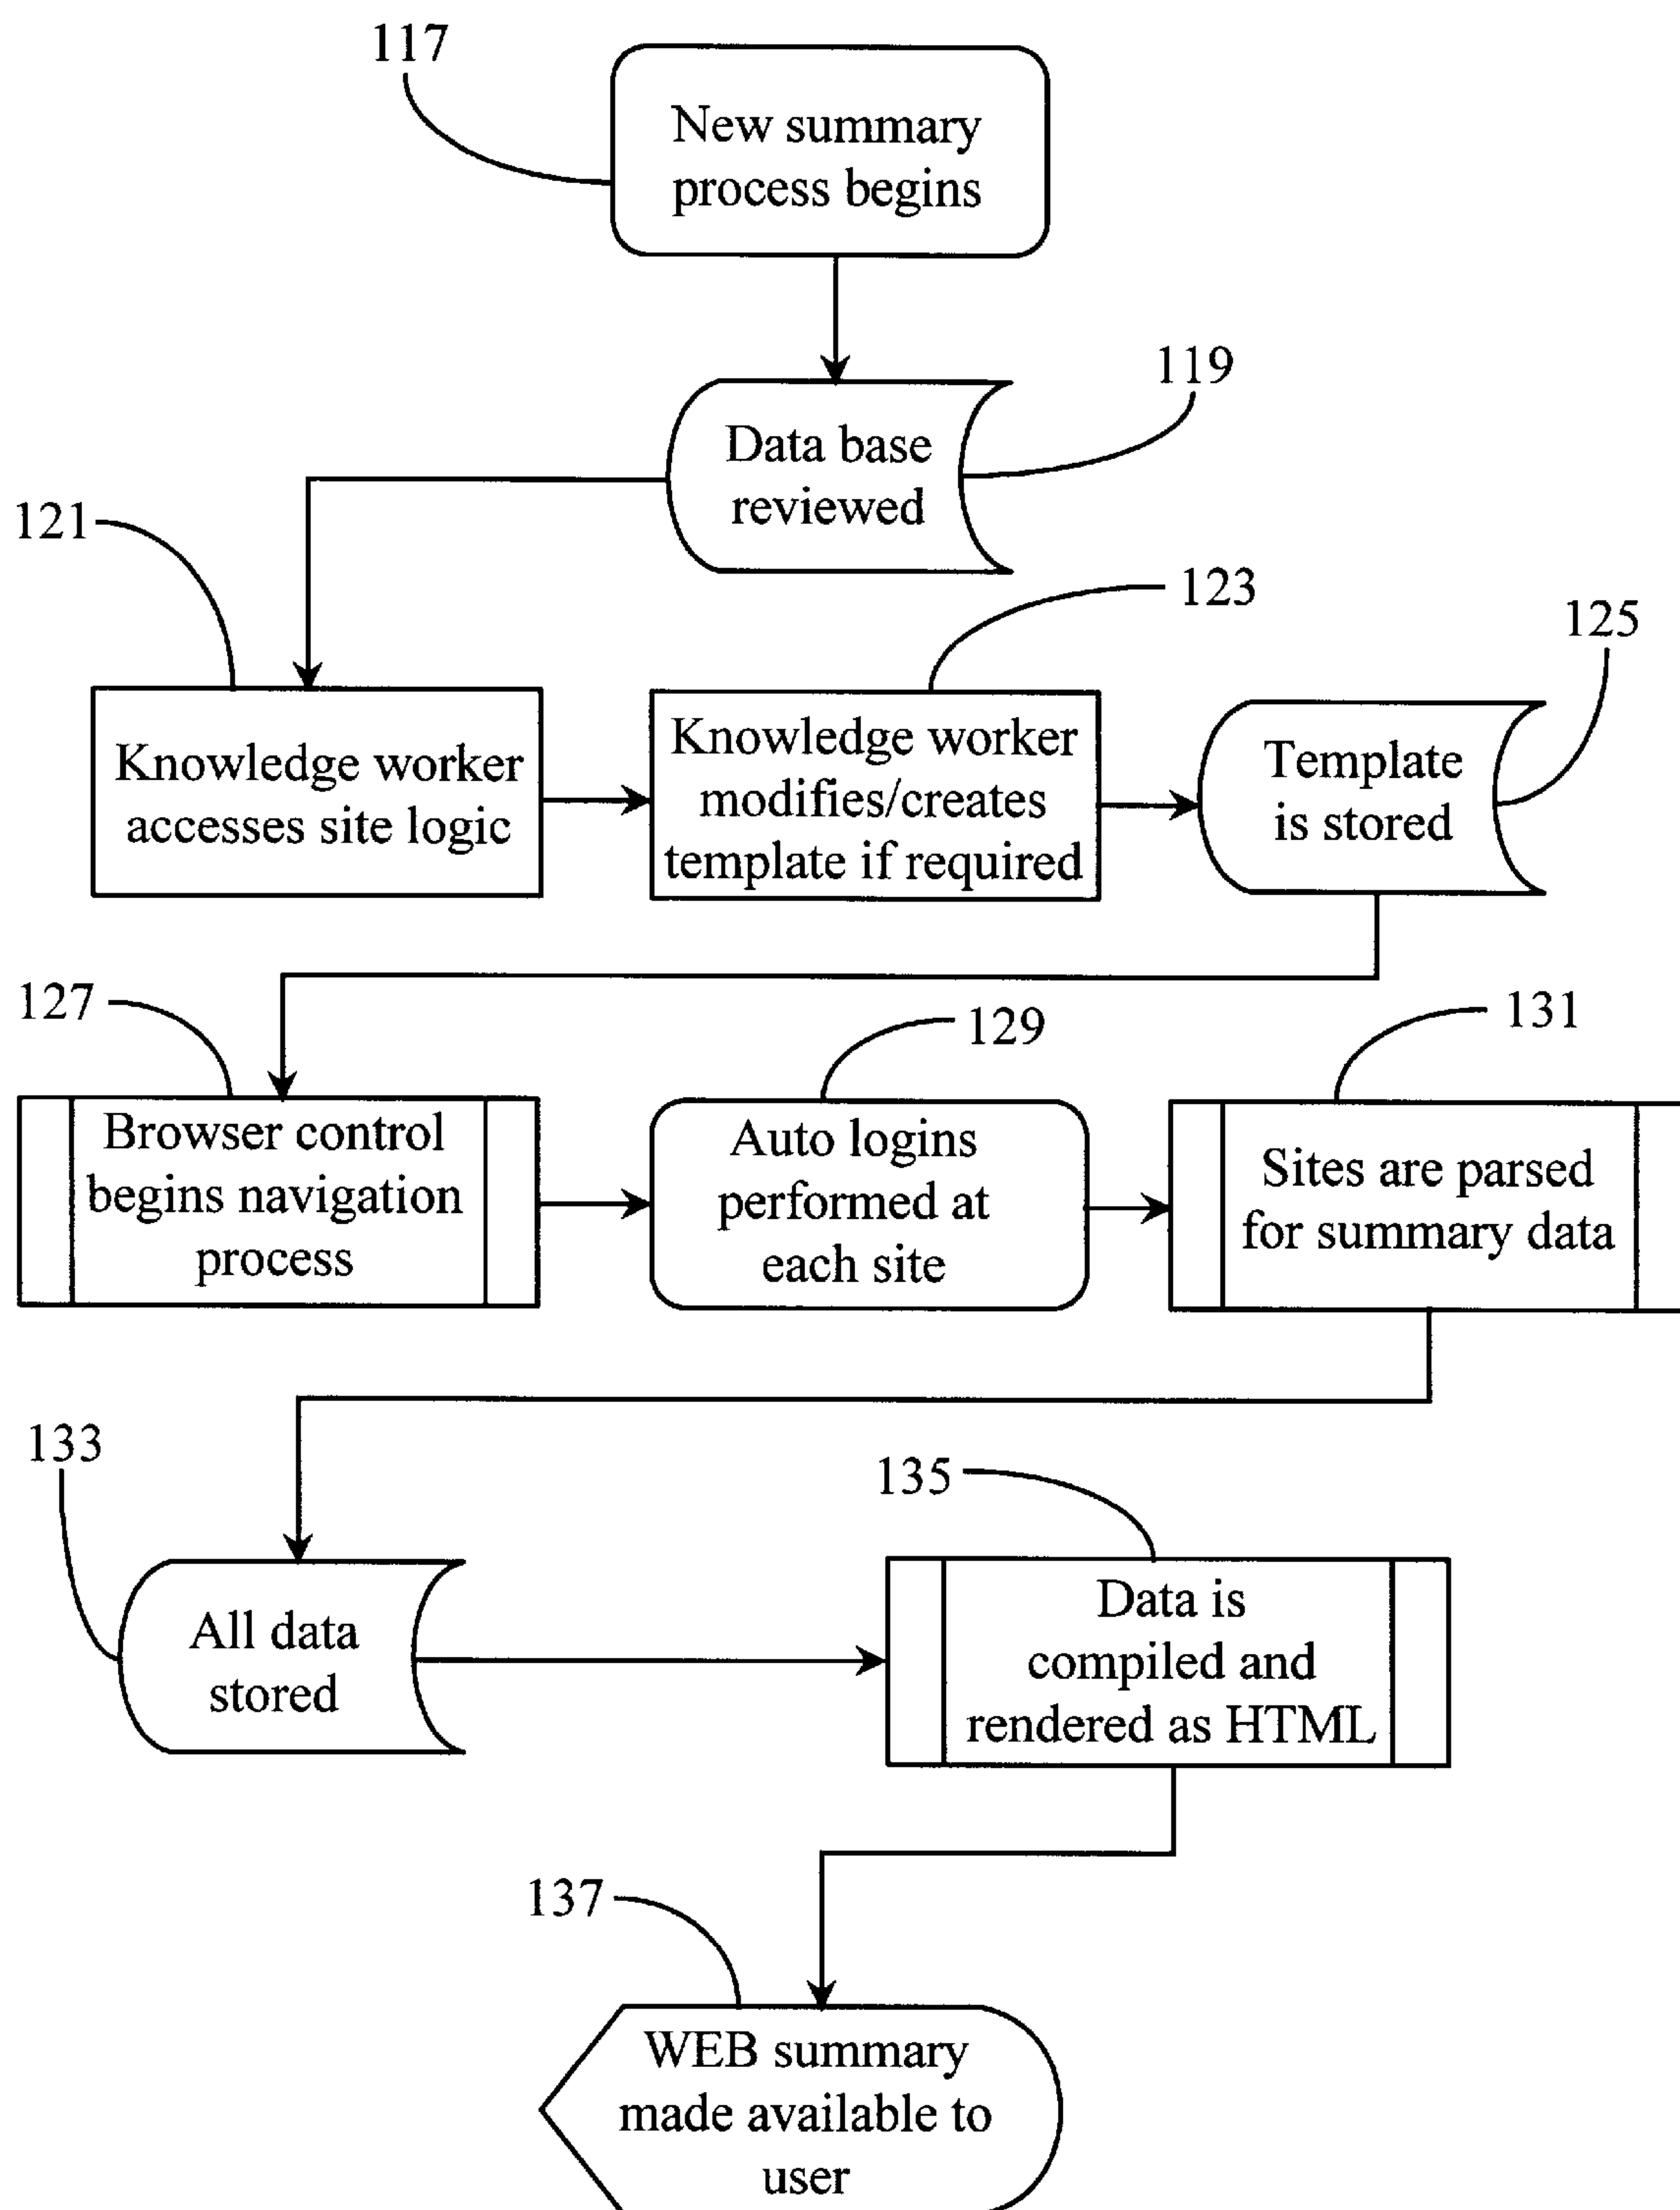 117
New summary
process begins
119
Data base
reviewed
121
123
125
Knowledge worker
accesses site logic
Knowledge worker
modifies/creates
template if required
Template
is stored
127
129
131
Browser control
begins navigation
process
Auto logins
performed at
each site
Sites are parsed
for summary data
133
135
All data
stored
Data is
compiled and
rendered as HTML
137
WEB summary
made available to
user